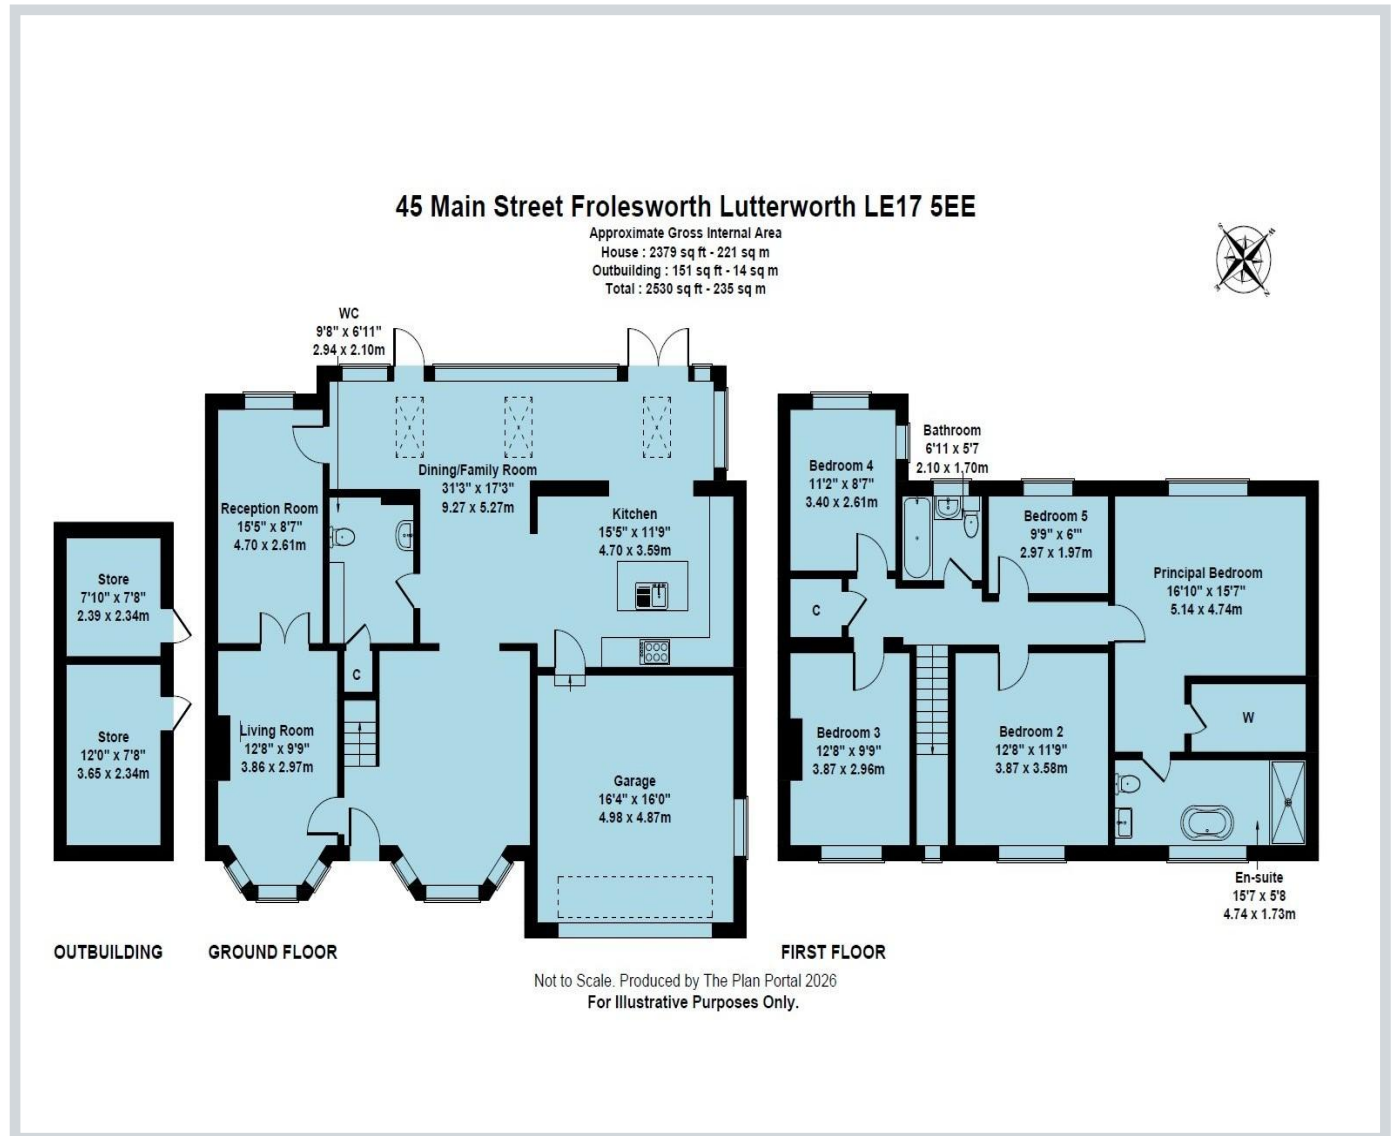 45 Main Street Frolesworth Lutterworth LE17 5EE
Approximate Gross Internal Area
House : 2379 sq ft - 221 sq m
Outbuilding : 151 sq ft - 14 sq m
Total : 2530 sq ft - 235 sq m
WC
9'8" x 6'11"
2.94 x 2.10m
Dining/Family Room
31'3" x 17'3"
9.27 x 5.27m
Reception Room
15'5" x 8'7"
4.70 x 2.61m
Kitchen
15'5" x 11'9"
4.70 x 3.59m
C
Living Room
12'8" x 9'9"
3.86 x 2.97m
Garage
16'4" x 16'0"
4.98 x 4.87m
Store
7'10" x 7'8"
2.39 x 2.34m
Store
12'0" x 7'8"
3.65 x 2.34m
Bedroom 4
11'2" x 8'7"
3.40 x 2.61m
Bathroom
6'11 x 5'7
2.10 x 1.70m
Bedroom 5
9'9" x 6'"
2.97 x 1.97m
Principal Bedroom
16'10" x 15'7"
5.14 x 4.74m
C
W
Bedroom 3
12'8" x 9'9"
3.87 x 2.96m
Bedroom 2
12'8" x 11'9"
3.87 x 3.58m
En-suite
15'7 x 5'8
4.74 x 1.73m
OUTBUILDING
GROUND FLOOR
FIRST FLOOR
Not to Scale. Produced by The Plan Portal 2026
For Illustrative Purposes Only.